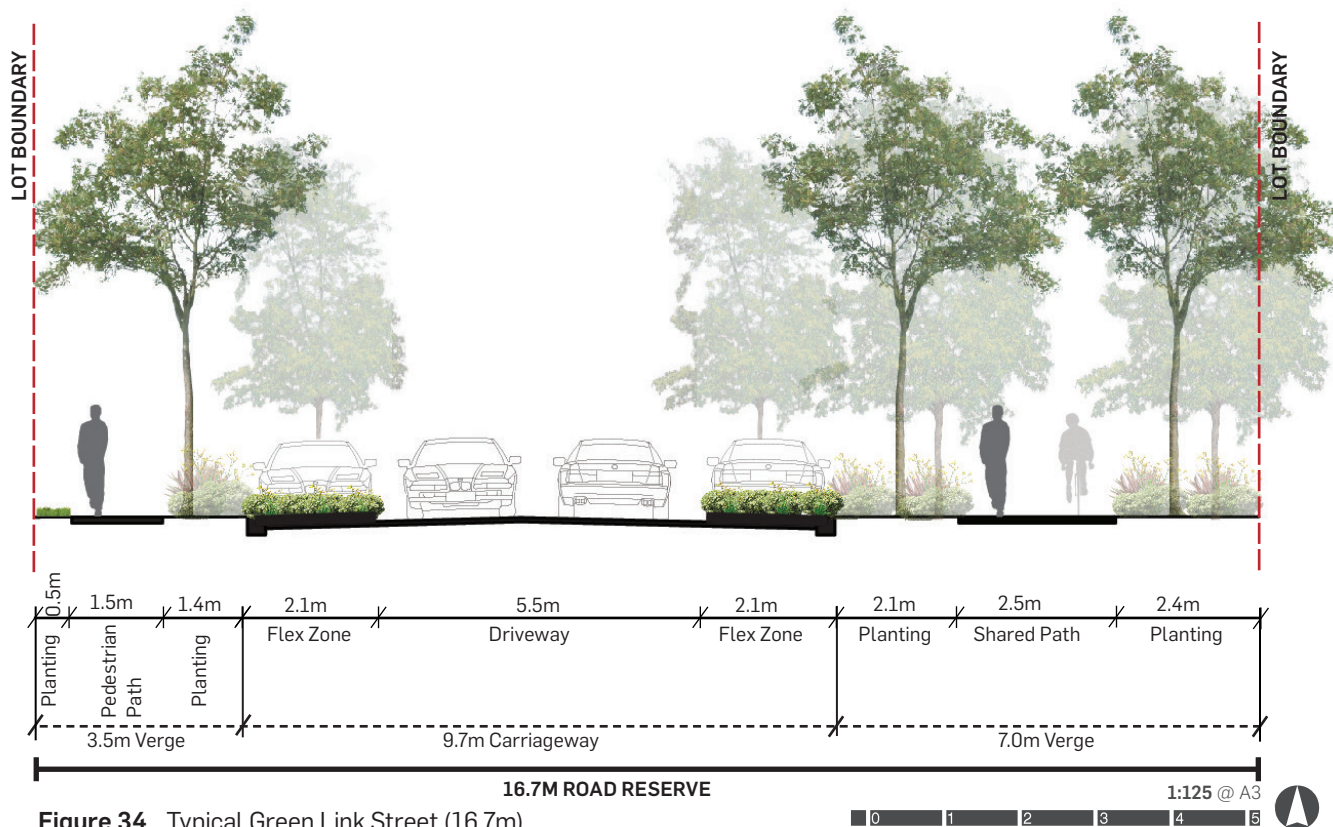 LOT BOUNDARY
LOT BOUNDARY
0.5m
1.5m
1.4m
2.1m
5.5m
2.1m
2.1m
2.5m
2.4m
Planting
Pedestrian
Path
Planting
Flex Zone
Driveway
Flex Zone
Planting
Shared Path
Planting
3.5m Verge
9.7m Carriageway
7.0m Verge
16.7M ROAD RESERVE
1:125 @ A3
0 1 2 3 4 5
Figure 34 Typical Green Link Street (16.7m)